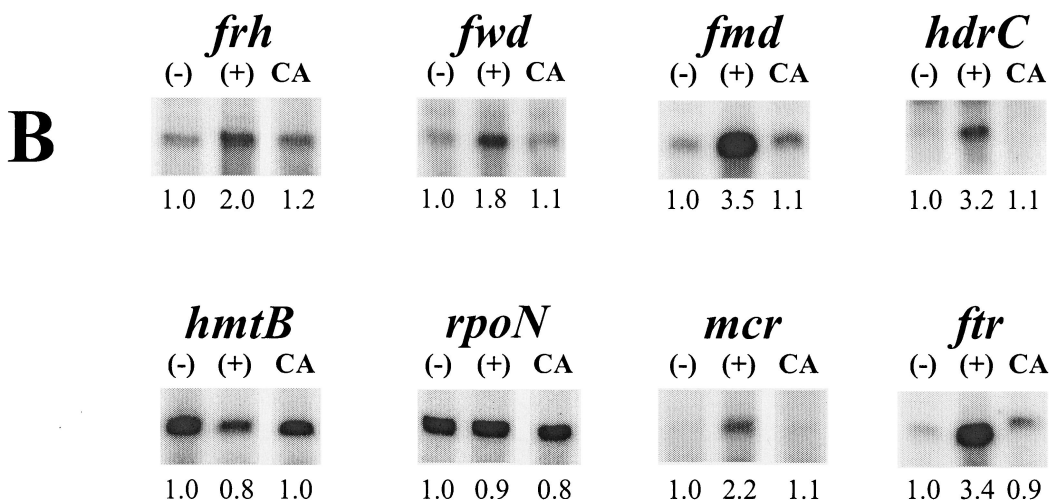 frh fwd fmd hdrC
(-) (+) CA (-) (+) CA (-) (+) CA (-) (+) CA
B
1.0 2.0 1.2 1.0 1.8 1.1 1.0 3.5 1.1 1.0 3.2 1.1
hmtB rpoN mcr ftr
(-) (+) CA (-) (+) CA (-) (+) CA (-) (+) CA
1.0 0.8 1.0 1.0 0.9 0.8 1.0 2.2 1.1 1.0 3.4 0.9